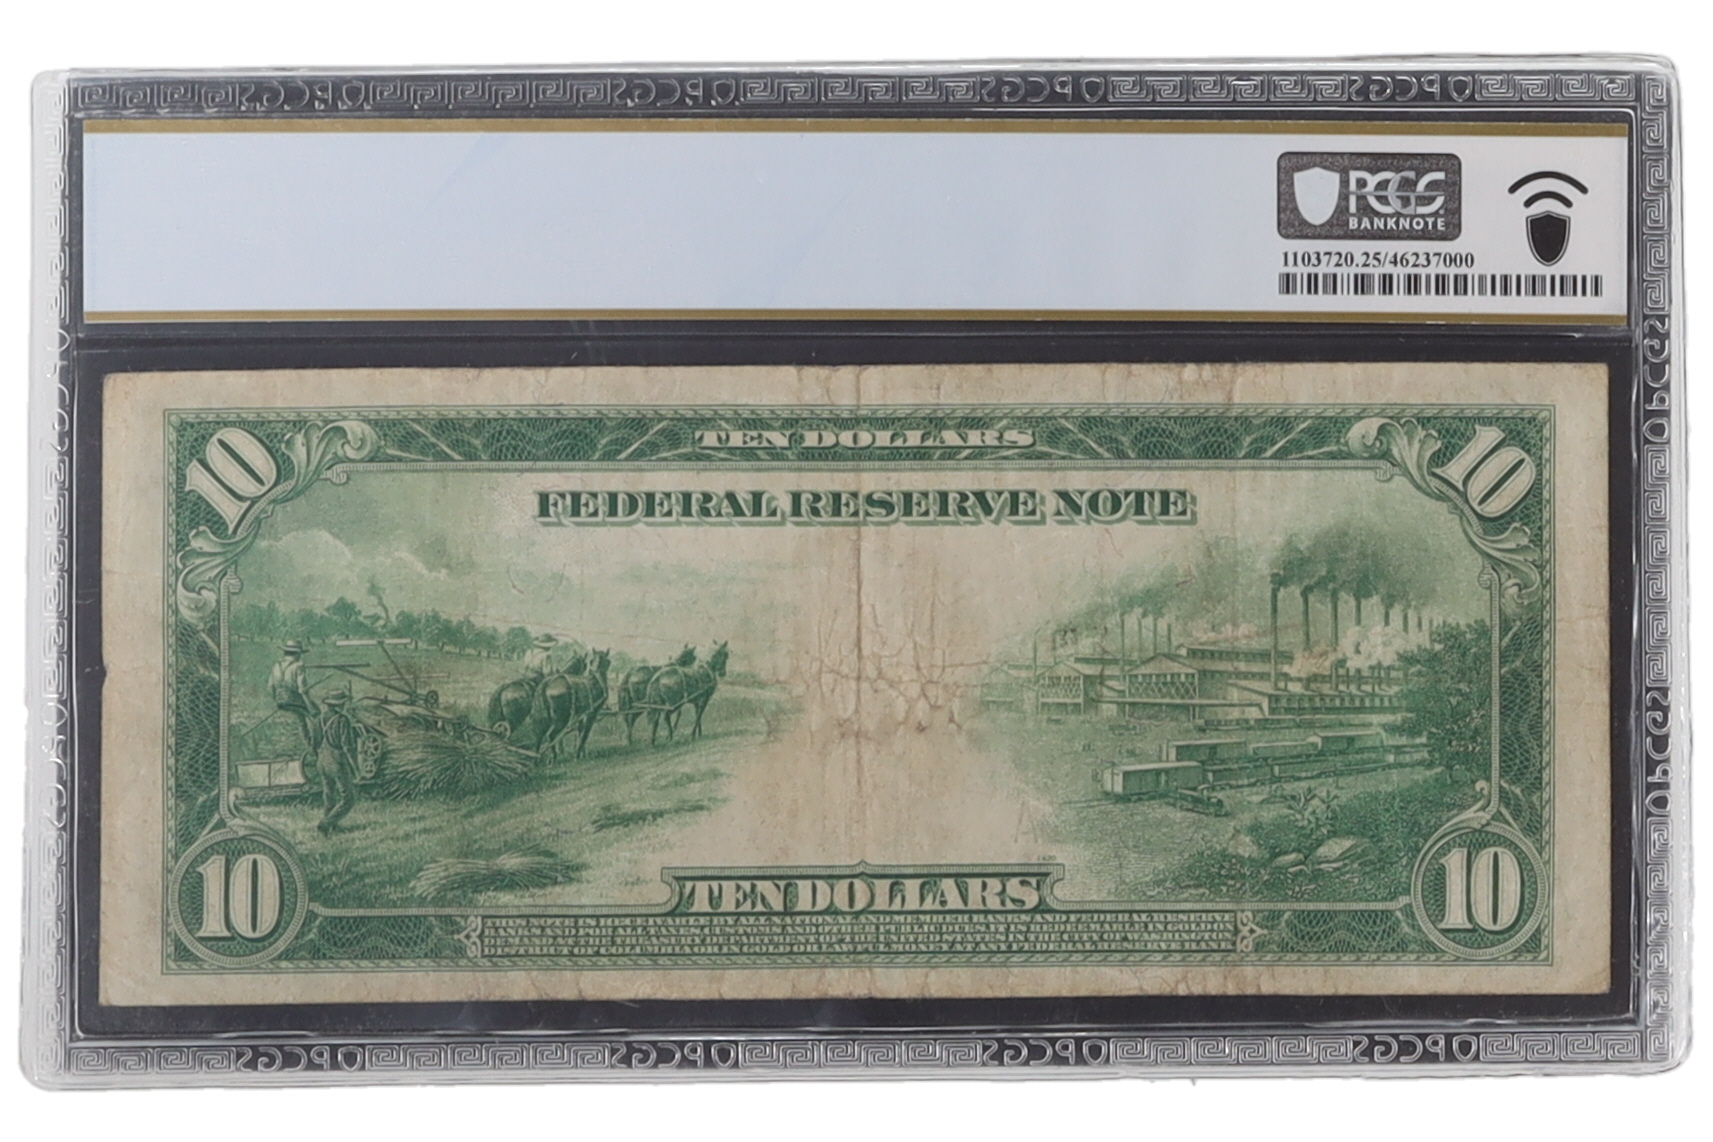 PCGS
BANKNOTE
1103720.25/46237000
10 TEN DOLLARS 10
FEDERAL RESERVE NOTE
10 TEN DOLLARS 10
THIS NOTE IS RECEIVABLE BY ALL NATIONAL AND MEMBER BANKS AND FEDERAL RESERVE
BANKS AND FOR ALL TAXES, CUSTOMS AND OTHER PUBLIC DUES. IT IS REDEEMABLE IN GOLD ON
DEMAND AT THE TREASURY DEPARTMENT OF THE UNITED STATES IN THE CITY OF WASHINGTON,
DISTRICT OF COLUMBIA OR IN GOLD OR LAWFUL MONEY AT ANY FEDERAL RESERVE BANK.